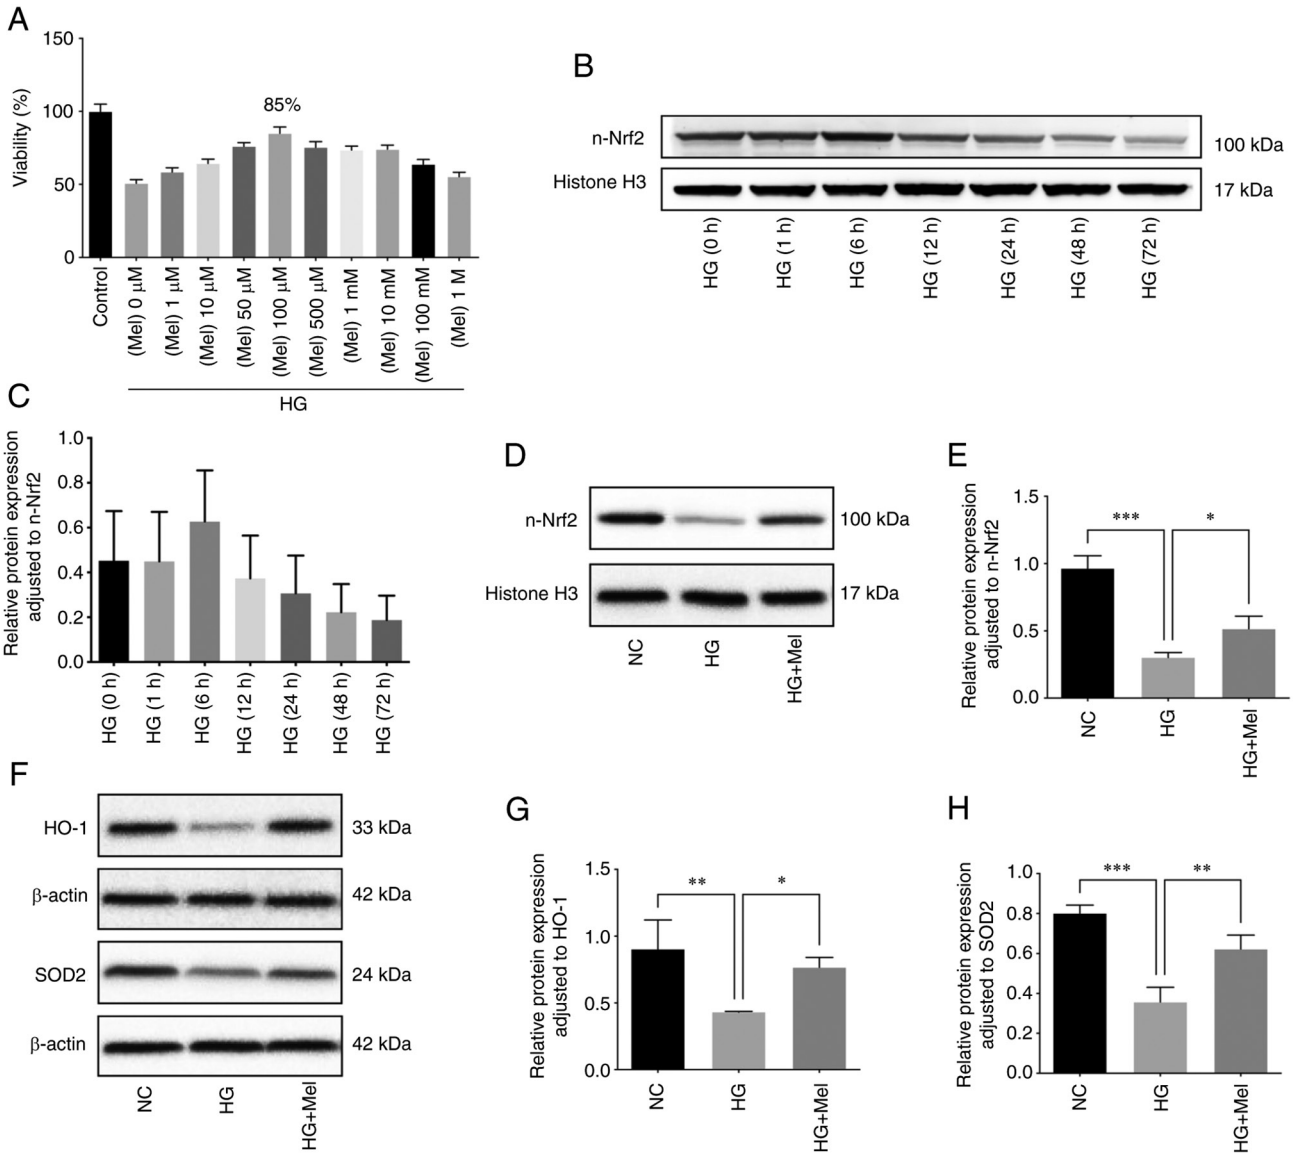 A
Viability (%)
150
100
50
0
85%
Control
(Mel) 0 μM
(Mel) 1 μM
(Mel) 10 μM
(Mel) 50 μM
(Mel) 100 μM
(Mel) 500 μM
(Mel) 1 mM
(Mel) 10 mM
(Mel) 100 mM
(Mel) 1 M
HG
B
n-Nrf2
100 kDa
Histone H3
17 kDa
HG (0 h)
HG (1 h)
HG (6 h)
HG (12 h)
HG (24 h)
HG (48 h)
HG (72 h)
C
Relative protein expression
adjusted to n-Nrf2
1.0
0.8
0.6
0.4
0.2
0.0
HG (0 h)
HG (1 h)
HG (6 h)
HG (12 h)
HG (24 h)
HG (48 h)
HG (72 h)
D
n-Nrf2
100 kDa
Histone H3
17 kDa
NC
HG
HG+Mel
E
Relative protein expression
adjusted to n-Nrf2
1.5
1.0
0.5
0.0
***
*
NC
HG
HG+Mel
F
HO-1
33 kDa
β-actin
42 kDa
SOD2
24 kDa
β-actin
42 kDa
NC
HG
HG+Mel
G
Relative protein expression
adjusted to HO-1
1.5
1.0
0.5
0.0
**
*
NC
HG
HG+Mel
H
Relative protein expression
adjusted to SOD2
1.0
0.8
0.6
0.4
0.2
0.0
***
**
NC
HG
HG+Mel